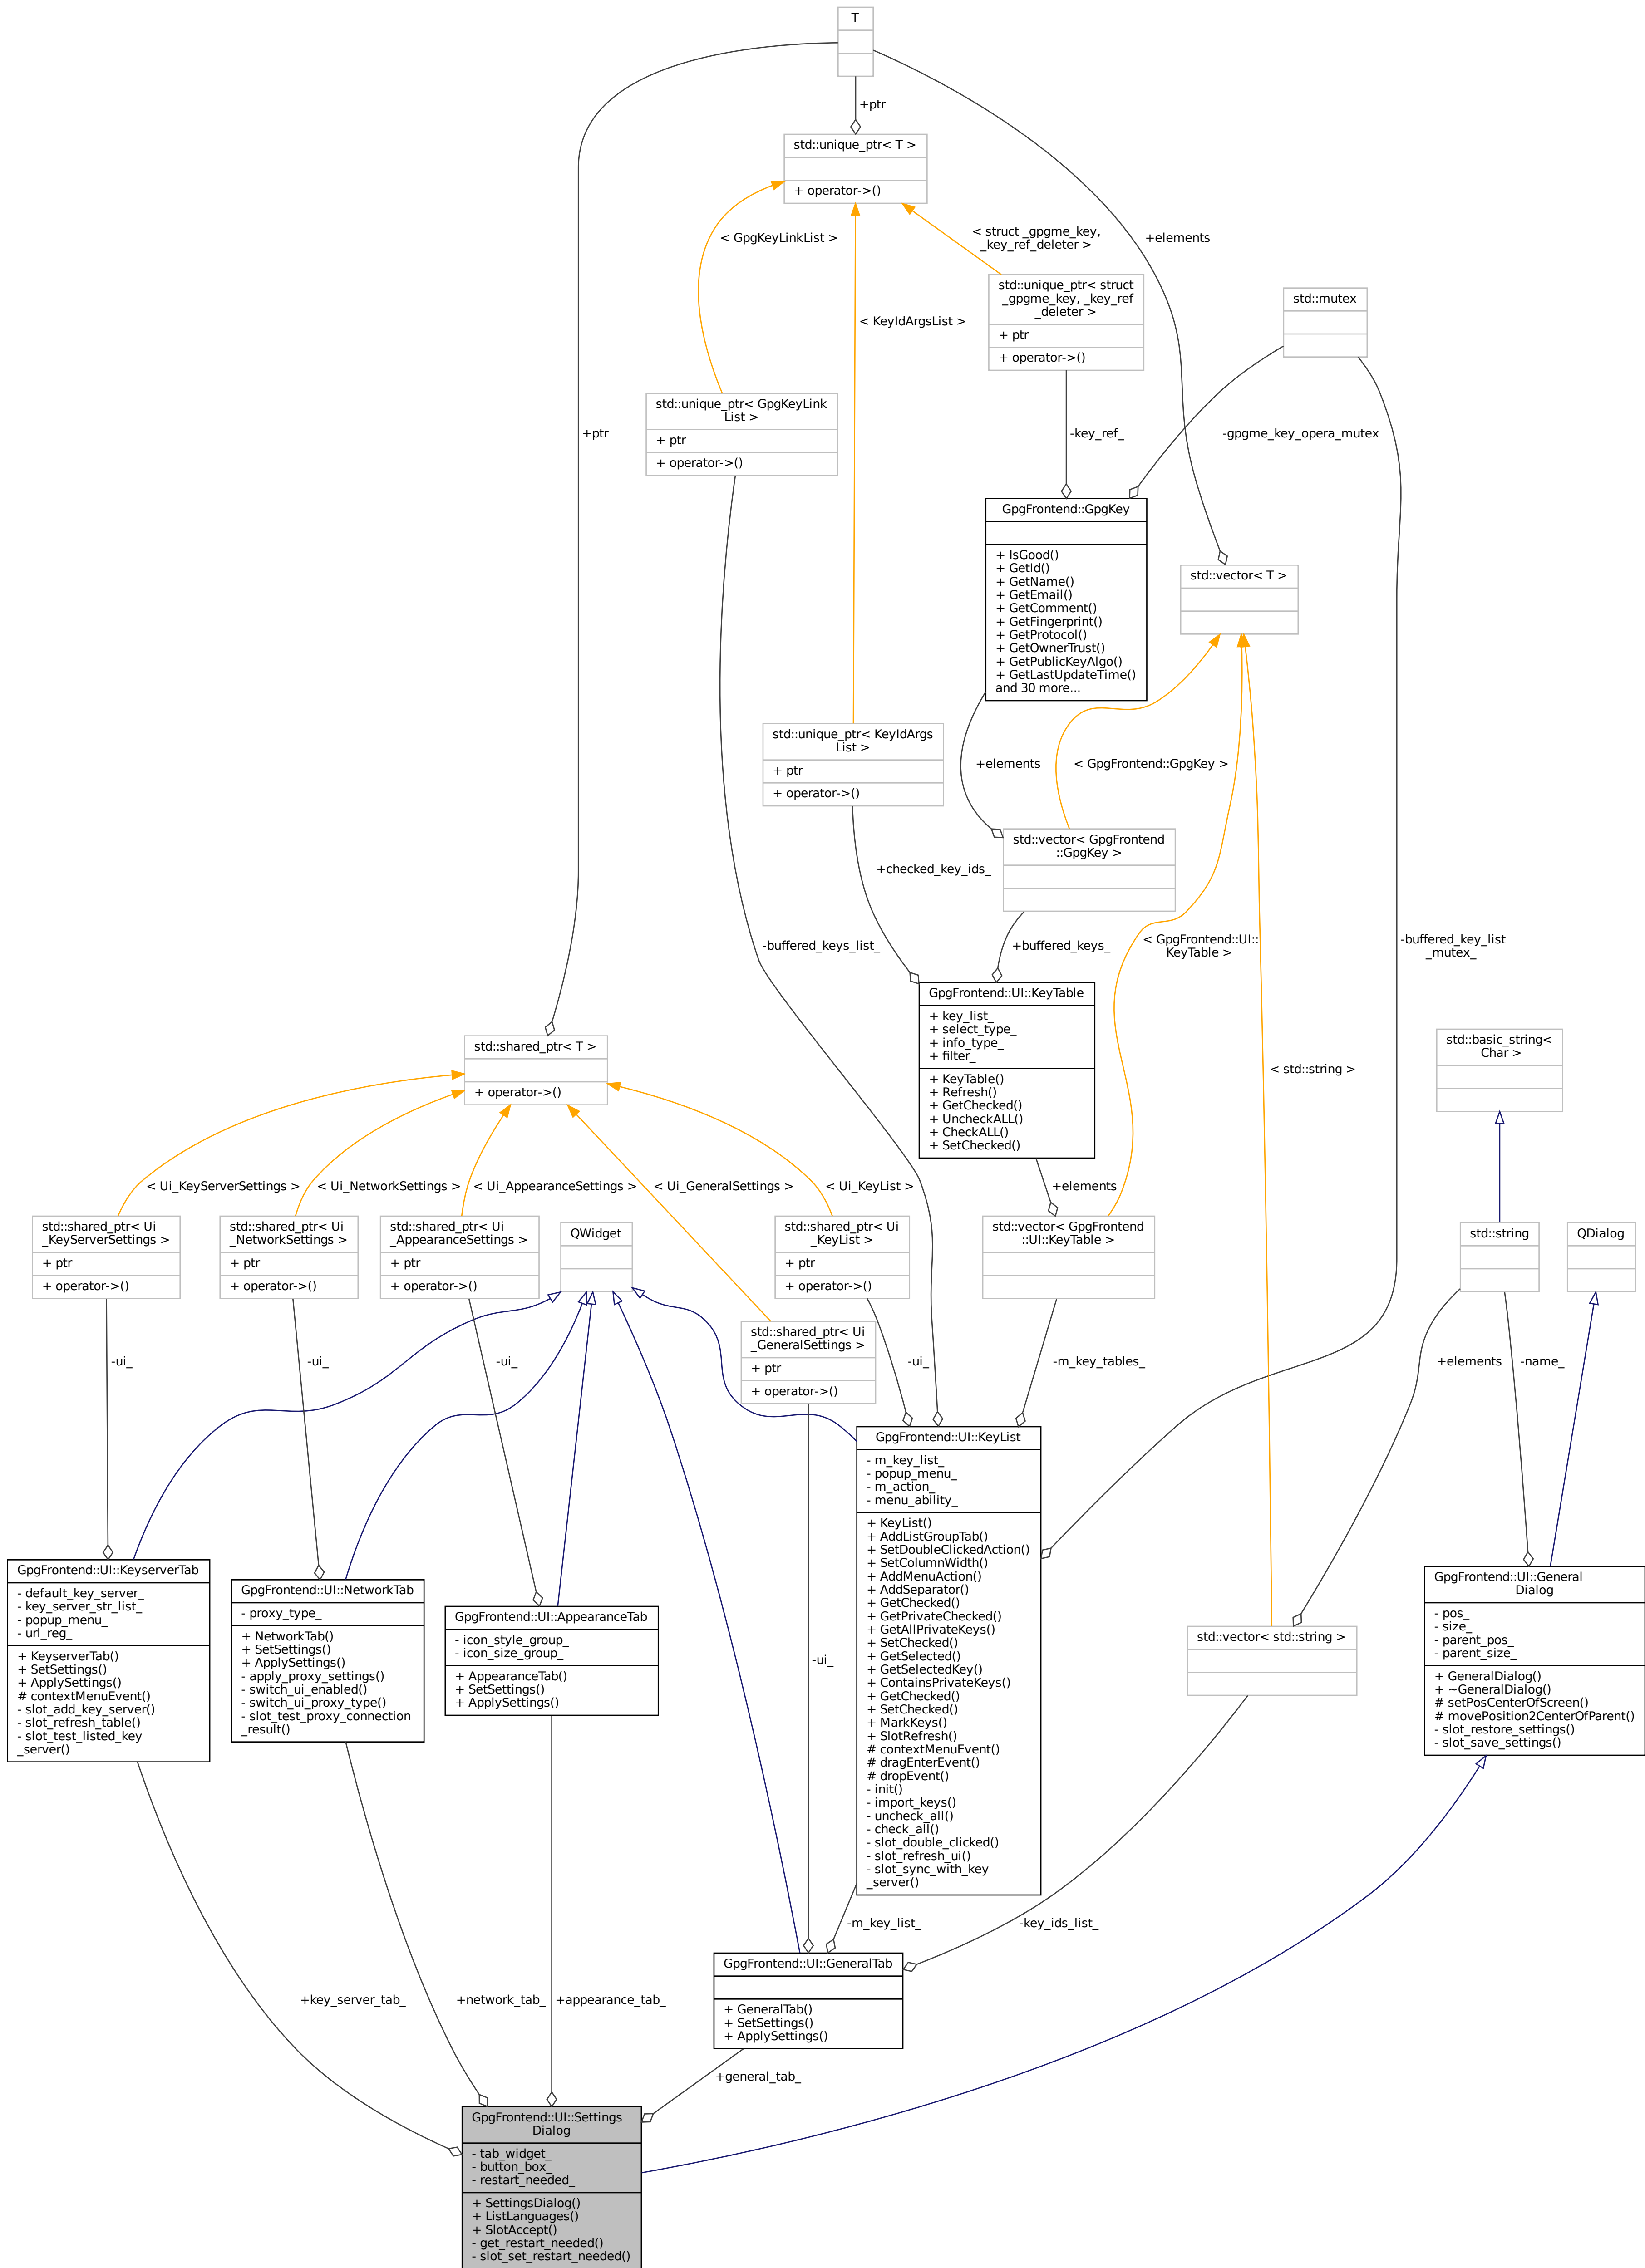 T
+ptr
std::unique_ptr< T >
+ operator->()
< GpgKeyLinkList >
< struct _gpgme_key,
_key_ref_deleter >
+elements
std::unique_ptr< struct
_gpgme_key, _key_ref
_deleter >
+ ptr
+ operator->()
std::mutex
< KeyIdArgsList >
std::unique_ptr< GpgKeyLink
List >
+ ptr
+ operator->()
+ptr
-key_ref_
-gpgme_key_opera_mutex
GpgFrontend::GpgKey
+ IsGood()
+ GetId()
+ GetName()
+ GetEmail()
+ GetComment()
+ GetFingerprint()
+ GetProtocol()
+ GetOwnerTrust()
+ GetPublicKeyAlgo()
+ GetLastUpdateTime()
and 30 more...
std::vector< T >
std::unique_ptr< KeyIdArgs
List >
+ ptr
+ operator->()
+elements
< GpgFrontend::GpgKey >
std::vector< GpgFrontend
::GpgKey >
+checked_key_ids_
-buffered_keys_list_
+buffered_keys_
< GpgFrontend::UI::
KeyTable >
-buffered_key_list
_mutex_
GpgFrontend::UI::KeyTable
+ key_list_
+ select_type_
+ info_type_
+ filter_
+ KeyTable()
+ Refresh()
+ GetChecked()
+ UncheckALL()
+ CheckALL()
+ SetChecked()
std::shared_ptr< T >
+ operator->()
< std::string >
std::basic_string<
Char >
< Ui_KeyServerSettings >
< Ui_NetworkSettings >
< Ui_AppearanceSettings >
< Ui_GeneralSettings >
< Ui_KeyList >
+elements
std::shared_ptr< Ui
_KeyServerSettings >
+ ptr
+ operator->()
std::shared_ptr< Ui
_NetworkSettings >
+ ptr
+ operator->()
std::shared_ptr< Ui
_AppearanceSettings >
+ ptr
+ operator->()
QWidget
std::shared_ptr< Ui
_KeyList >
+ ptr
+ operator->()
std::vector< GpgFrontend
::UI::KeyTable >
std::string
QDialog
std::shared_ptr< Ui
_GeneralSettings >
+ ptr
+ operator->()
-ui_
-ui_
-ui_
-ui_
-m_key_tables_
+elements
-name_
GpgFrontend::UI::KeyList
- m_key_list_
- popup_menu_
- m_action_
- menu_ability_
+ KeyList()
+ AddListGroupTab()
+ SetDoubleClickedAction()
+ SetColumnWidth()
+ AddMenuAction()
+ AddSeparator()
+ GetChecked()
+ GetPrivateChecked()
+ GetAllPrivateKeys()
+ SetChecked()
+ GetSelected()
+ GetSelectedKey()
+ ContainsPrivateKeys()
+ GetChecked()
+ SetChecked()
+ MarkKeys()
+ SlotRefresh()
# contextMenuEvent()
# dragEnterEvent()
# dropEvent()
- init()
- import_keys()
- uncheck_all()
- check_all()
- slot_double_clicked()
- slot_refresh_ui()
- slot_sync_with_key
_server()
GpgFrontend::UI::KeyserverTab
- default_key_server_
- key_server_str_list_
- popup_menu_
- url_reg_
+ KeyserverTab()
+ SetSettings()
+ ApplySettings()
# contextMenuEvent()
- slot_add_key_server()
- slot_refresh_table()
- slot_test_listed_key
_server()
GpgFrontend::UI::NetworkTab
- proxy_type_
+ NetworkTab()
+ SetSettings()
+ ApplySettings()
- apply_proxy_settings()
- switch_ui_enabled()
- switch_ui_proxy_type()
- slot_test_proxy_connection
_result()
GpgFrontend::UI::AppearanceTab
- icon_style_group_
- icon_size_group_
+ AppearanceTab()
+ SetSettings()
+ ApplySettings()
-ui_
std::vector< std::string >
GpgFrontend::UI::General
Dialog
- pos_
- size_
- parent_pos_
- parent_size_
+ GeneralDialog()
+ ~GeneralDialog()
# setPosCenterOfScreen()
# movePosition2CenterOfParent()
- slot_restore_settings()
- slot_save_settings()
-m_key_list_
-key_ids_list_
GpgFrontend::UI::GeneralTab
+ GeneralTab()
+ SetSettings()
+ ApplySettings()
+key_server_tab_
+network_tab_
+appearance_tab_
+general_tab_
GpgFrontend::UI::Settings
Dialog
- tab_widget_
- button_box_
- restart_needed_
+ SettingsDialog()
+ ListLanguages()
+ SlotAccept()
- get_restart_needed()
- slot_set_restart_needed()